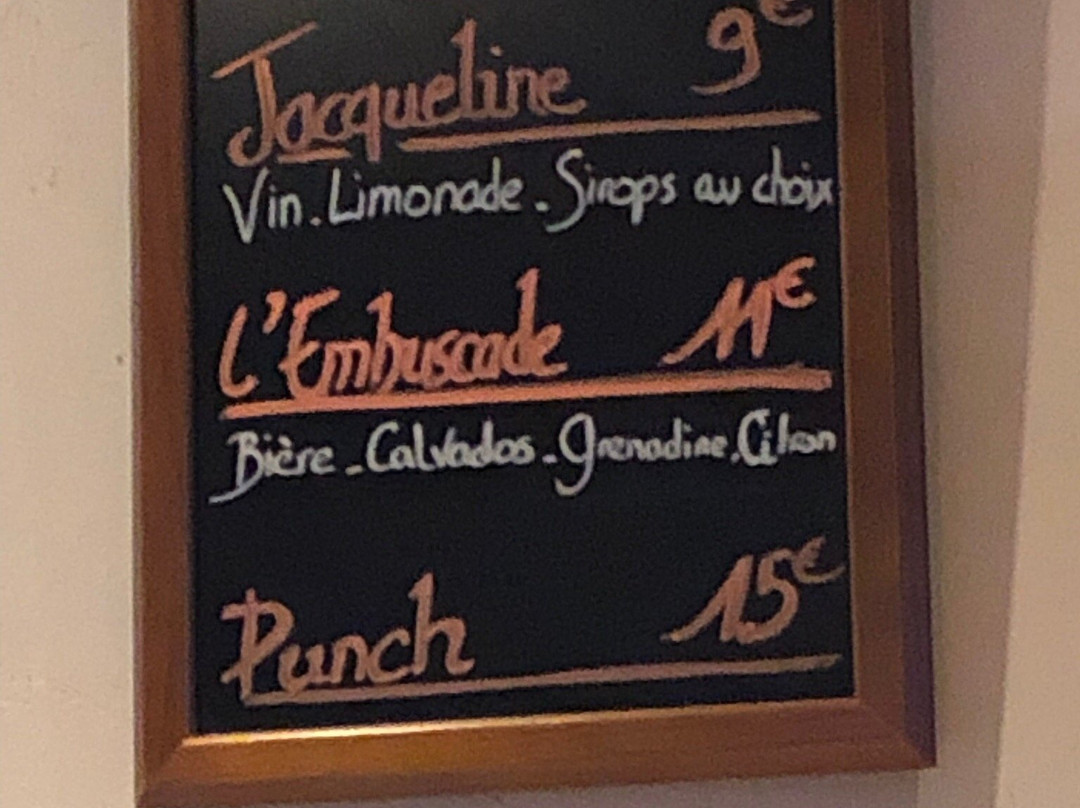 Jacqueline 9€
Vin. Limonade. Sirops au choix
L'Embuscade 11€
Bière - Calvados - Grenadine. Citron
Punch 15€